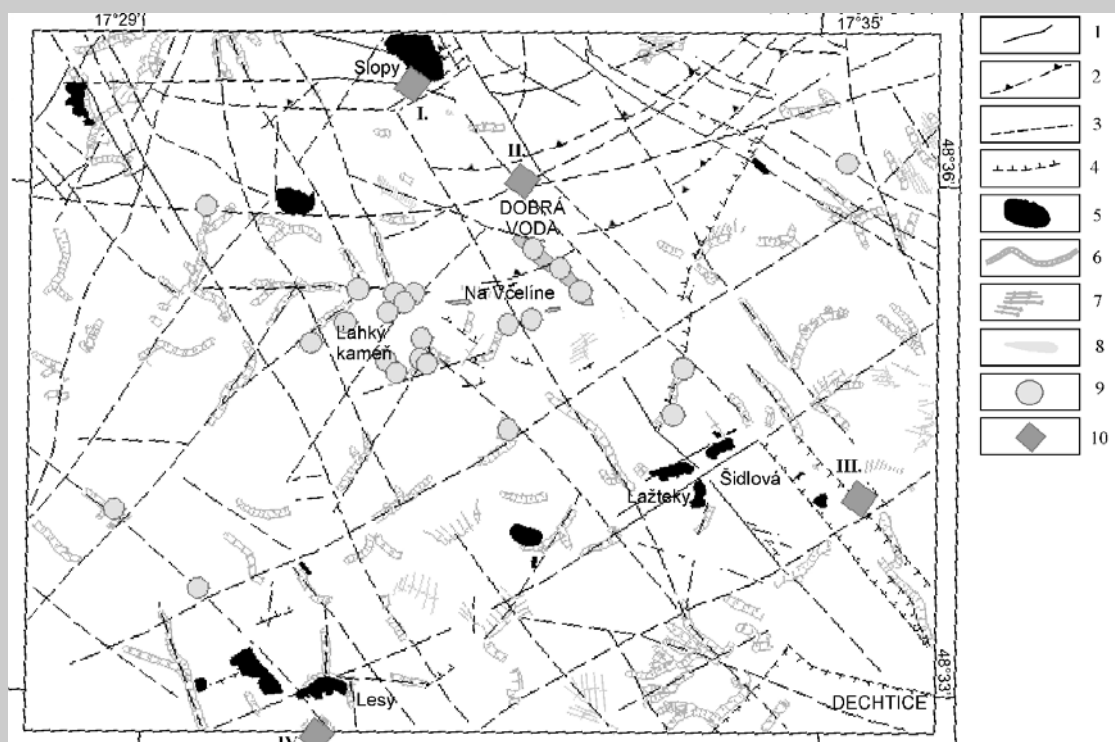 17°29'
17°35'
Slopy
I.
II.
DOBRÁ
VODA
48°36'
Na Včelíne
Ľahký
kameň
Šidlová
III.
Lažteky
48°33'
Lesy
DECHTICE
IV.
1
2
3
4
5
6
7
8
9
10